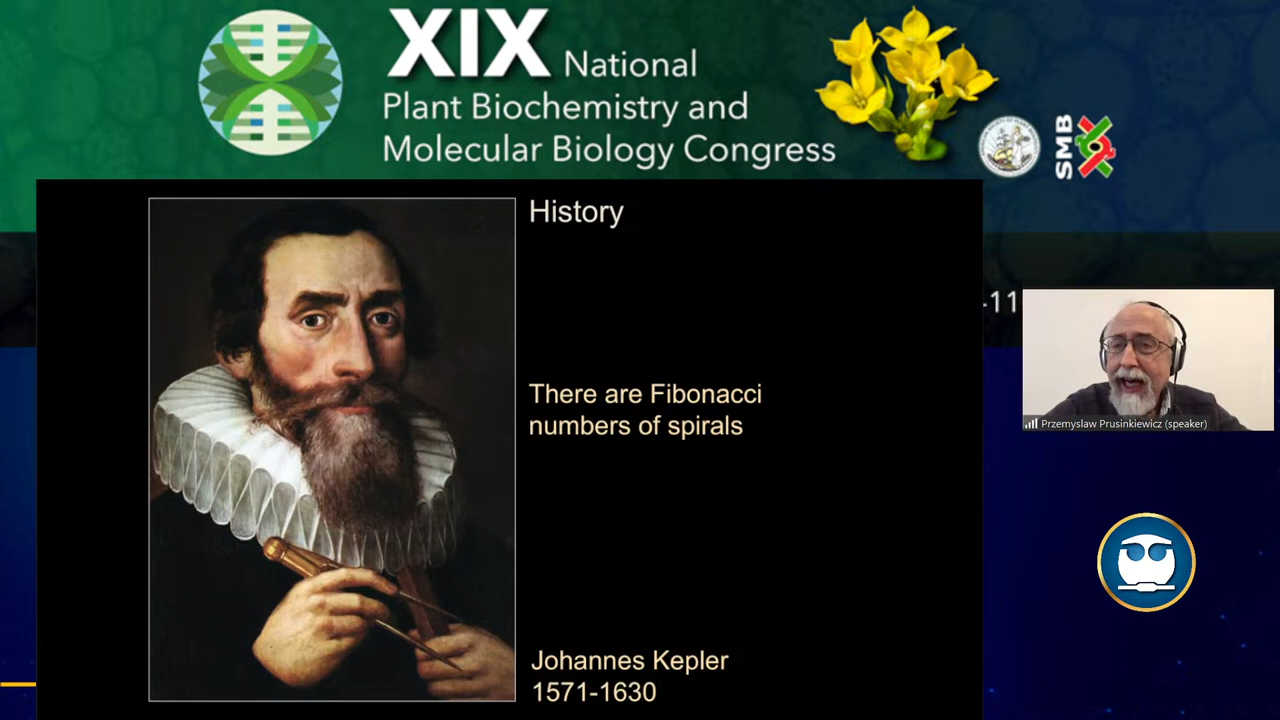 XIX National
Plant Biochemistry and
Molecular Biology Congress
SMB
History
There are Fibonacci
numbers of spirals
-11
Przemyslaw Prusinkiewicz (speaker)
Johannes Kepler
1571-1630